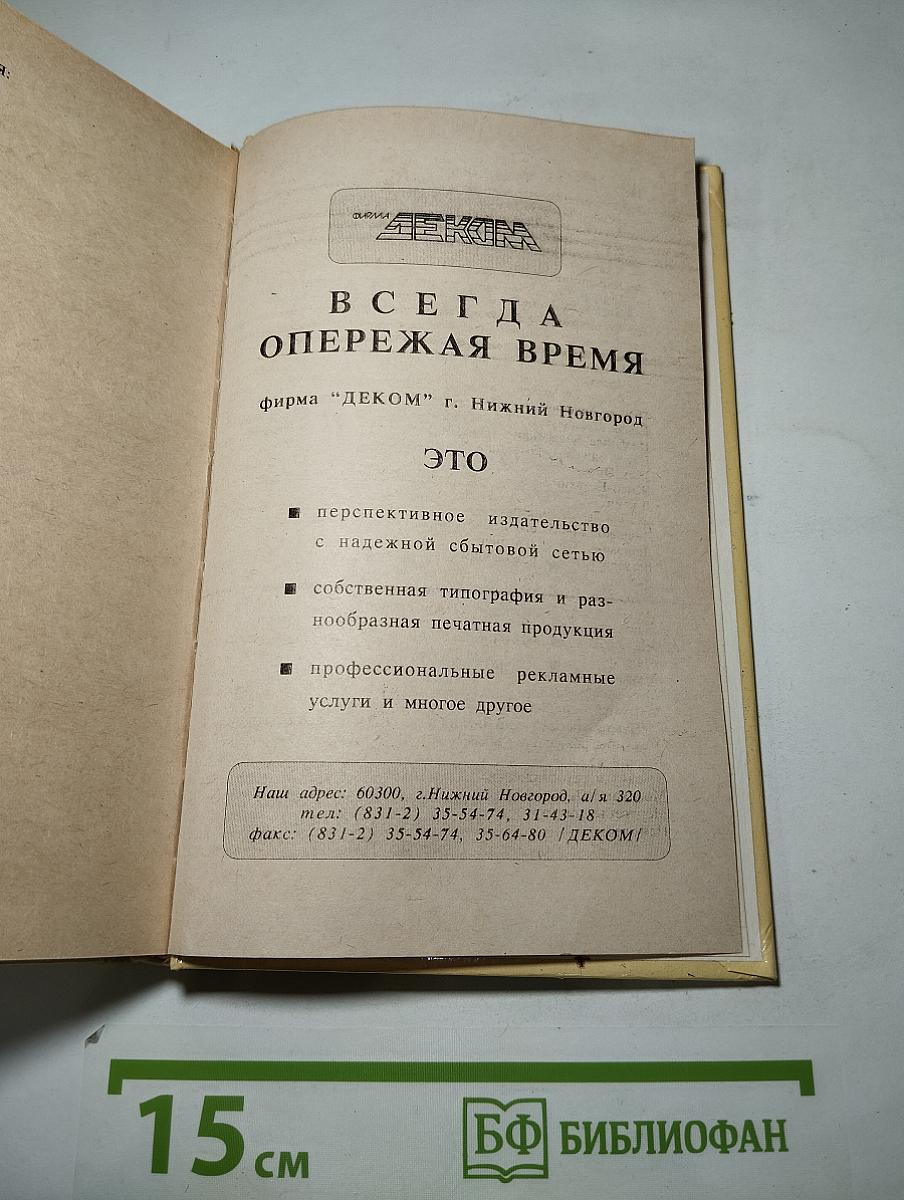 я:
ФИРМА ДЕКОМ
ВСЕГДА
ОПЕРЕЖАЯ ВРЕМЯ
фирма "ДЕКОМ" г. Нижний Новгород
ЭТО
■ перспективное издательство
с надежной сбытовой сетью
■ собственная типография и раз-
нообразная печатная продукция
■ профессиональные рекламные
услуги и многое другое
Наш адрес: 60300, г.Нижний Новгород, а/я 320
тел: (831-2) 35-54-74, 31-43-18
факс: (831-2) 35-54-74, 35-64-80 /ДЕКОМ/
15 см
БФ БИБЛИОФАН